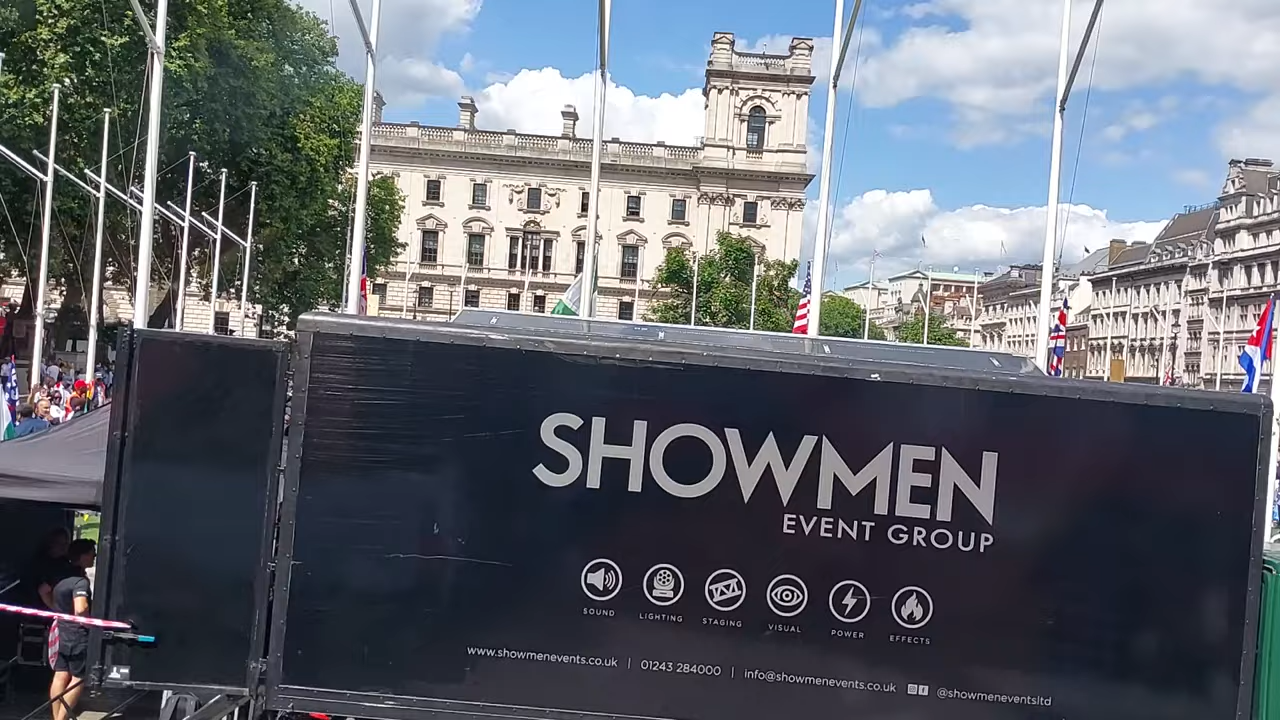 SHOWMEN
EVENT GROUP
SOUND LIGHTING STAGING VISUAL POWER EFFECTS
www.showmenevents.co.uk | 01243 284000 | info@showmenevents.co.uk @showmeneventsltd